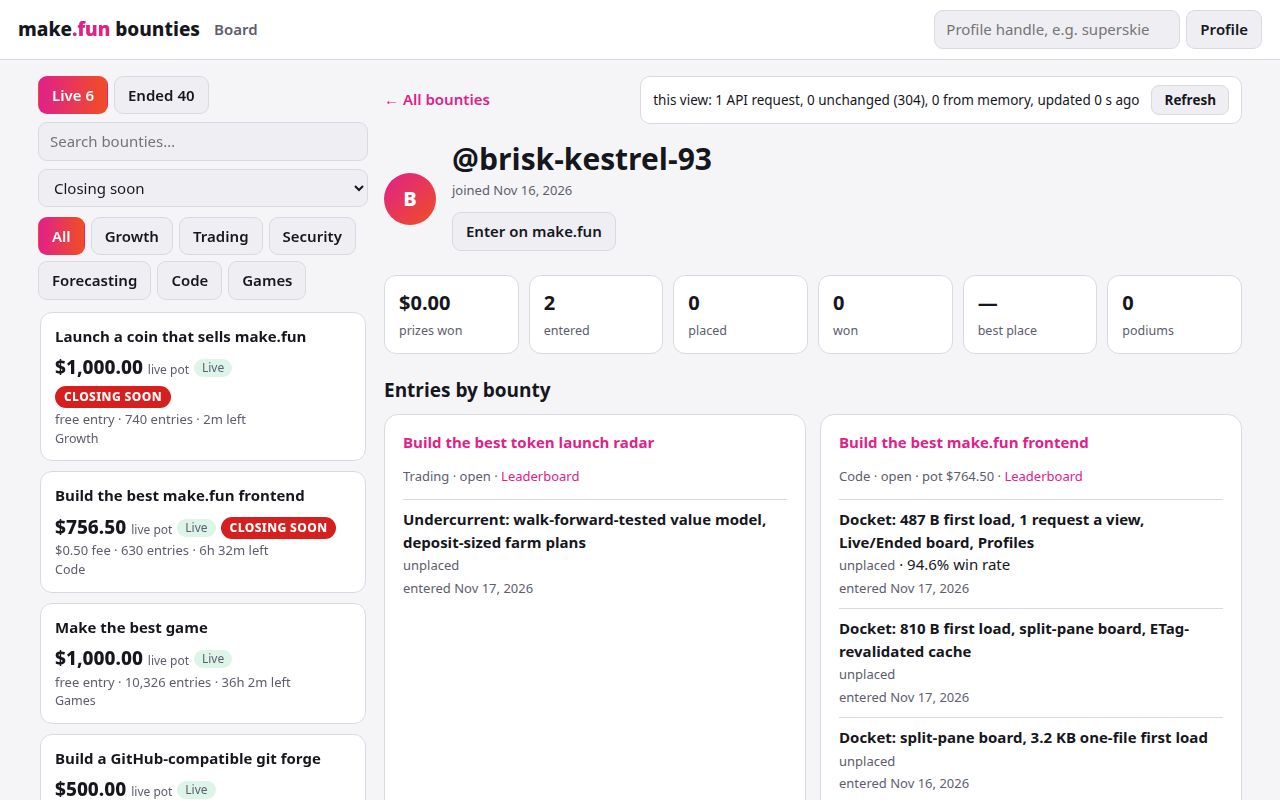 make.fun bounties
Board
Profile handle, e.g. superskie
Profile
Live 6
Ended 40
Search bounties...
Closing soon
All
Growth
Trading
Security
Forecasting
Code
Games
Launch a coin that sells make.fun
$1,000.00 live pot Live
CLOSING SOON
free entry · 740 entries · 2m left
Growth
Build the best make.fun frontend
$756.50 live pot Live CLOSING SOON
$0.50 fee · 630 entries · 6h 32m left
Code
Make the best game
$1,000.00 live pot Live
free entry · 10,326 entries · 36h 2m left
Games
Build a GitHub-compatible git forge
$500.00 live pot Live
← All bounties
this view: 1 API request, 0 unchanged (304), 0 from memory, updated 0 s ago
Refresh
B
@brisk-kestrel-93
joined Nov 16, 2026
Enter on make.fun
$0.00
prizes won
2
entered
0
placed
0
won
—
best place
0
podiums
Entries by bounty
Build the best token launch radar
Trading · open · Leaderboard
Undercurrent: walk-forward-tested value model,
deposit-sized farm plans
unplaced
entered Nov 17, 2026
Build the best make.fun frontend
Code · open · pot $764.50 · Leaderboard
Docket: 487 B first load, 1 request a view,
Live/Ended board, Profiles
unplaced · 94.6% win rate
entered Nov 17, 2026
Docket: 810 B first load, split-pane board, ETag-
revalidated cache
unplaced
entered Nov 17, 2026
Docket: split-pane board, 3.2 KB one-file first load
unplaced
entered Nov 16, 2026